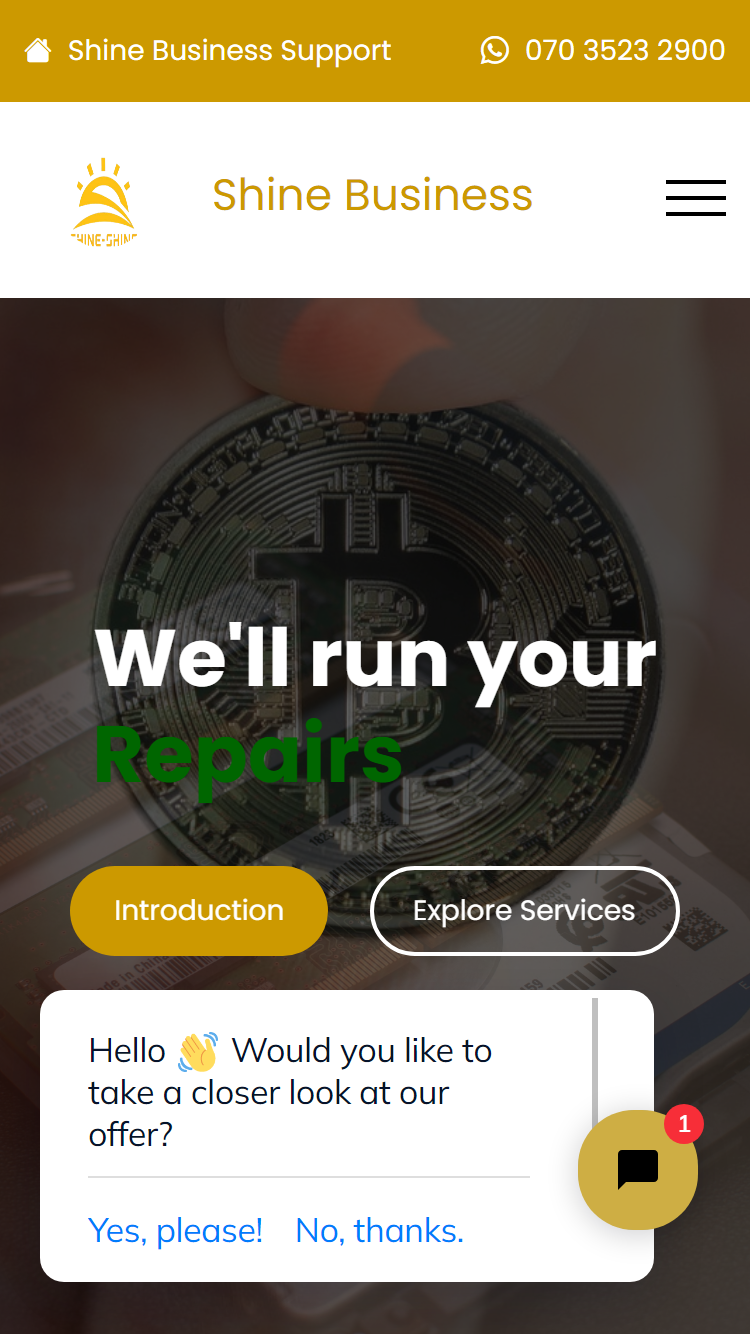 Shine Business Support
070 3523 2900
Shine Business
SHINE-SHINE
We'll run your
Repairs
Introduction
Explore Services
Hello 👋 Would you like to
take a closer look at our
offer?
1
Yes, please! No, thanks.